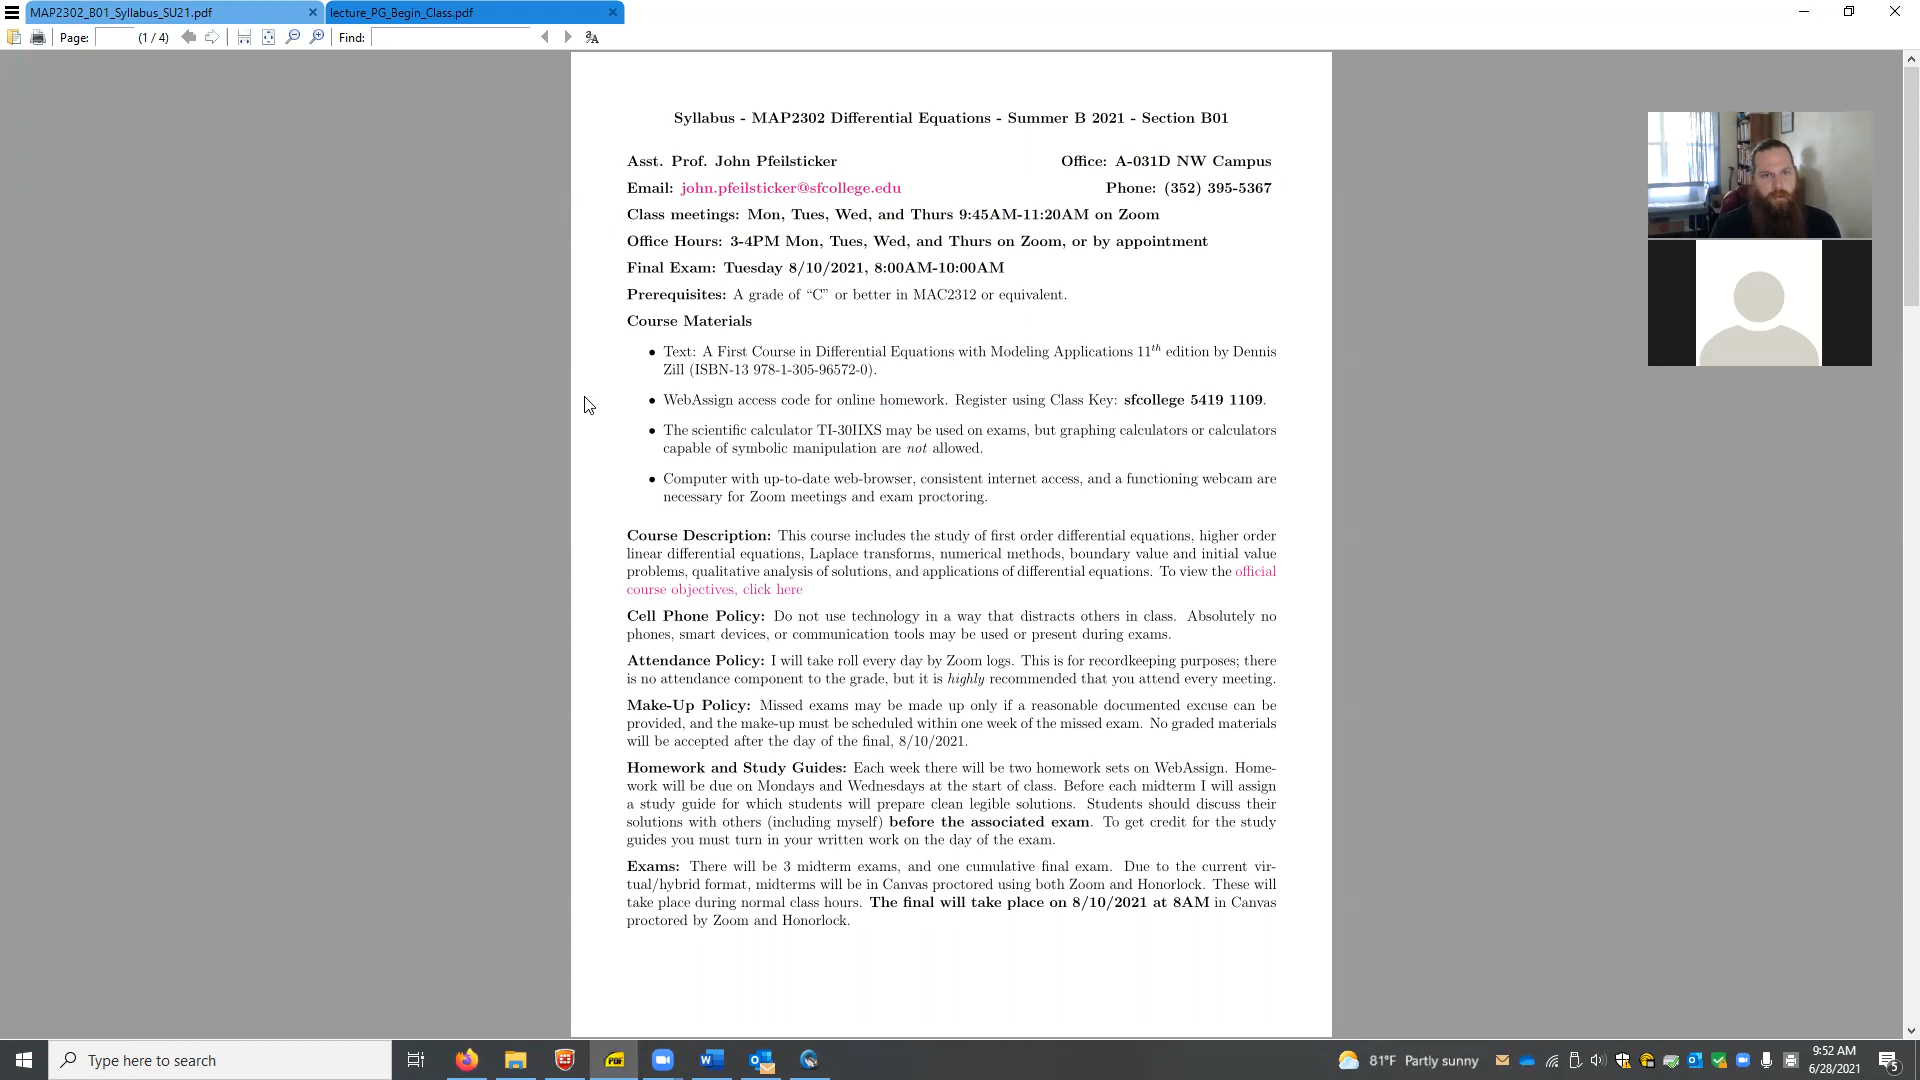 MAP2302_B01_Syllabus_SU21.pdf
lecture_PG_Begin_Class.pdf
Page: (1 / 4) Find:
Syllabus - MAP2302 Differential Equations - Summer B 2021 - Section B01
Asst. Prof. John Pfeilsticker Office: A-031D NW Campus
Email: john.pfeilsticker@sfcollege.edu Phone: (352) 395-5367
Class meetings: Mon, Tues, Wed, and Thurs 9:45AM-11:20AM on Zoom
Office Hours: 3-4PM Mon, Tues, Wed, and Thurs on Zoom, or by appointment
Final Exam: Tuesday 8/10/2021, 8:00AM-10:00AM
Prerequisites: A grade of “C” or better in MAC2312 or equivalent.
Course Materials
• Text: A First Course in Differential Equations with Modeling Applications 11th edition by Dennis
Zill (ISBN-13 978-1-305-96572-0).
• WebAssign access code for online homework. Register using Class Key: sfcollege 5419 1109.
• The scientific calculator TI-30IIXS may be used on exams, but graphing calculators or calculators
capable of symbolic manipulation are not allowed.
• Computer with up-to-date web-browser, consistent internet access, and a functioning webcam are
necessary for Zoom meetings and exam proctoring.
Course Description: This course includes the study of first order differential equations, higher order
linear differential equations, Laplace transforms, numerical methods, boundary value and initial value
problems, qualitative analysis of solutions, and applications of differential equations. To view the official
course objectives, click here
Cell Phone Policy: Do not use technology in a way that distracts others in class. Absolutely no
phones, smart devices, or communication tools may be used or present during exams.
Attendance Policy: I will take roll every day by Zoom logs. This is for recordkeeping purposes; there
is no attendance component to the grade, but it is highly recommended that you attend every meeting.
Make-Up Policy: Missed exams may be made up only if a reasonable documented excuse can be
provided, and the make-up must be scheduled within one week of the missed exam. No graded materials
will be accepted after the day of the final, 8/10/2021.
Homework and Study Guides: Each week there will be two homework sets on WebAssign. Home-
work will be due on Mondays and Wednesdays at the start of class. Before each midterm I will assign
a study guide for which students will prepare clean legible solutions. Students should discuss their
solutions with others (including myself) before the associated exam. To get credit for the study
guides you must turn in your written work on the day of the exam.
Exams: There will be 3 midterm exams, and one cumulative final exam. Due to the current vir-
tual/hybrid format, midterms will be in Canvas proctored using both Zoom and Honorlock. These will
take place during normal class hours. The final will take place on 8/10/2021 at 8AM in Canvas
proctored by Zoom and Honorlock.
Type here to search
PDF
81°F Partly sunny
9:52 AM
6/28/2021
5